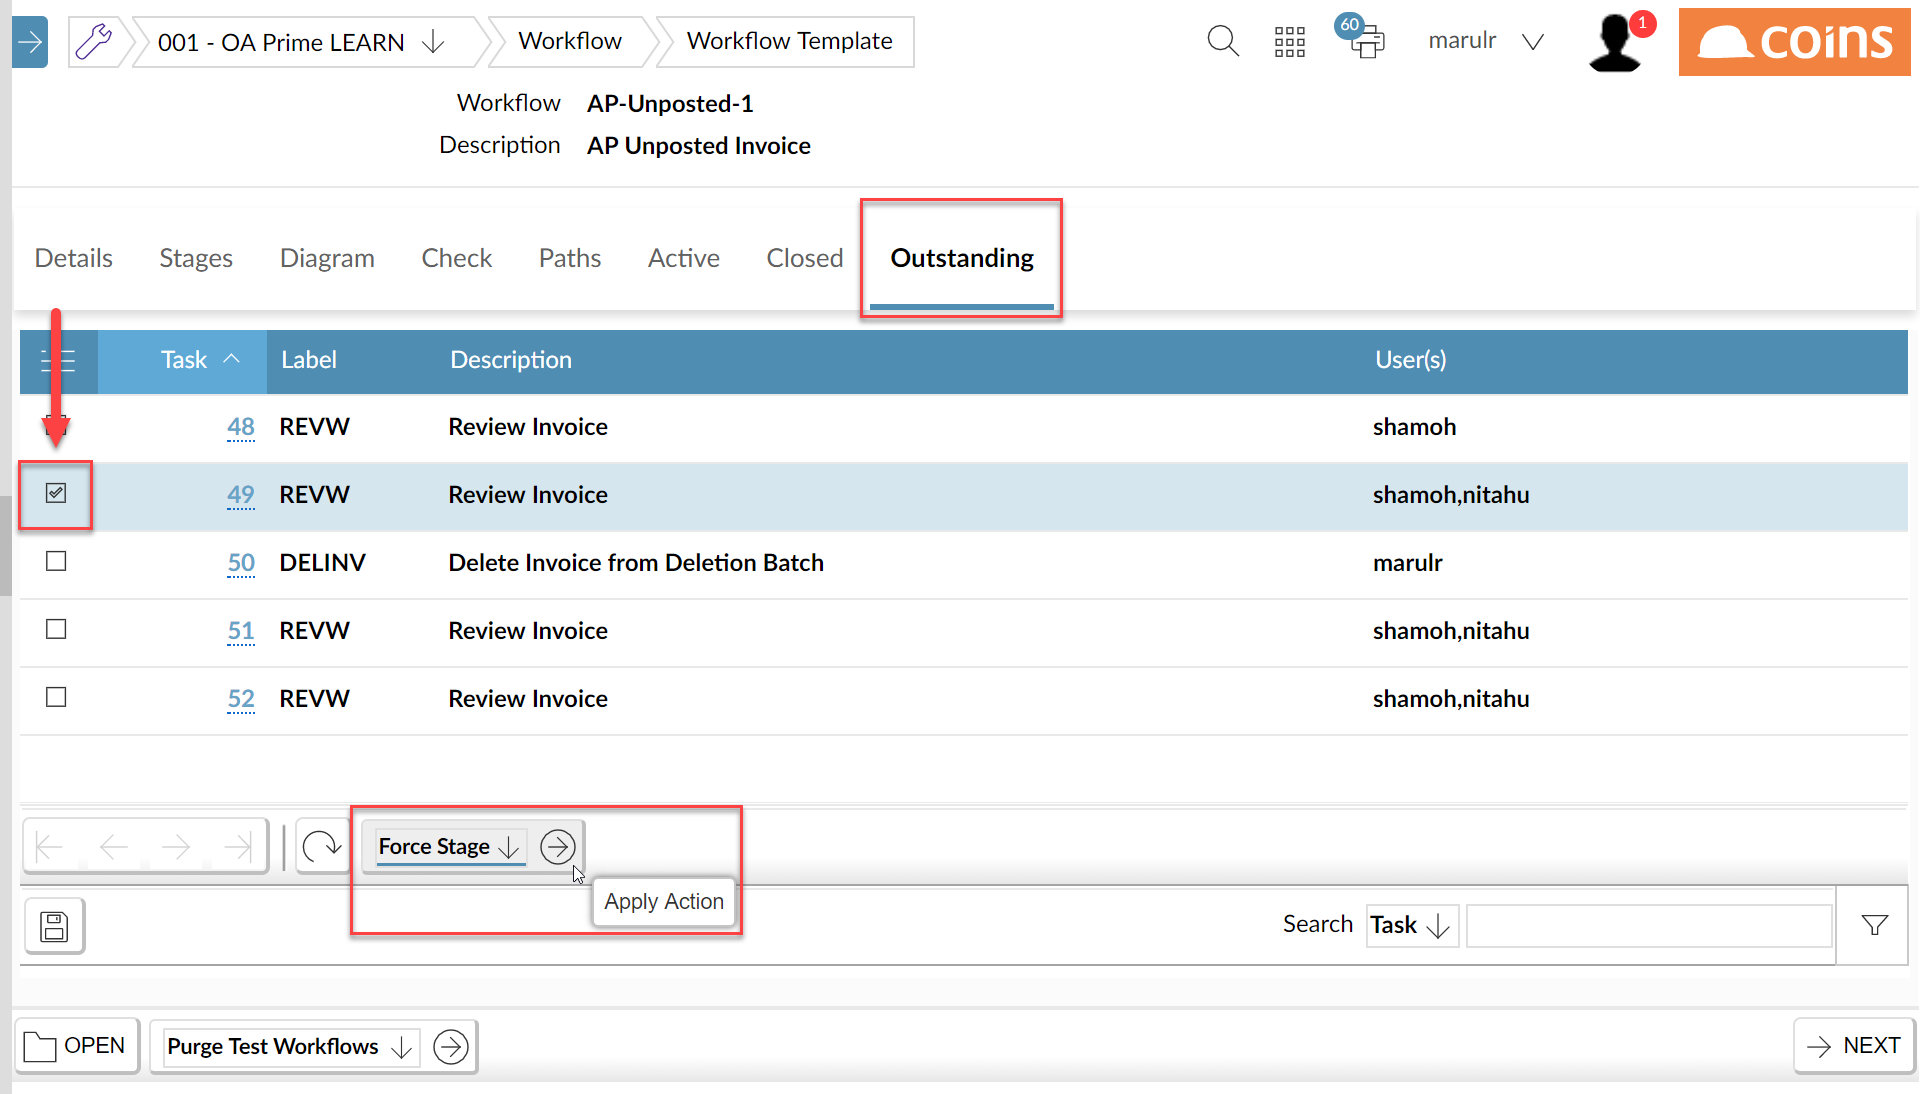 001 - OA Prime LEARN
Workflow
Workflow Template
60
marulr
1
coins
Workflow AP-Unposted-1
Description AP Unposted Invoice
Details Stages Diagram Check Paths Active Closed Outstanding
Task Label Description User(s)
48 REVW Review Invoice shamoh
49 REVW Review Invoice shamoh,nitahu
50 DELINV Delete Invoice from Deletion Batch marulr
51 REVW Review Invoice shamoh,nitahu
52 REVW Review Invoice shamoh,nitahu
Force Stage
Apply Action
Search Task
OPEN Purge Test Workflows NEXT